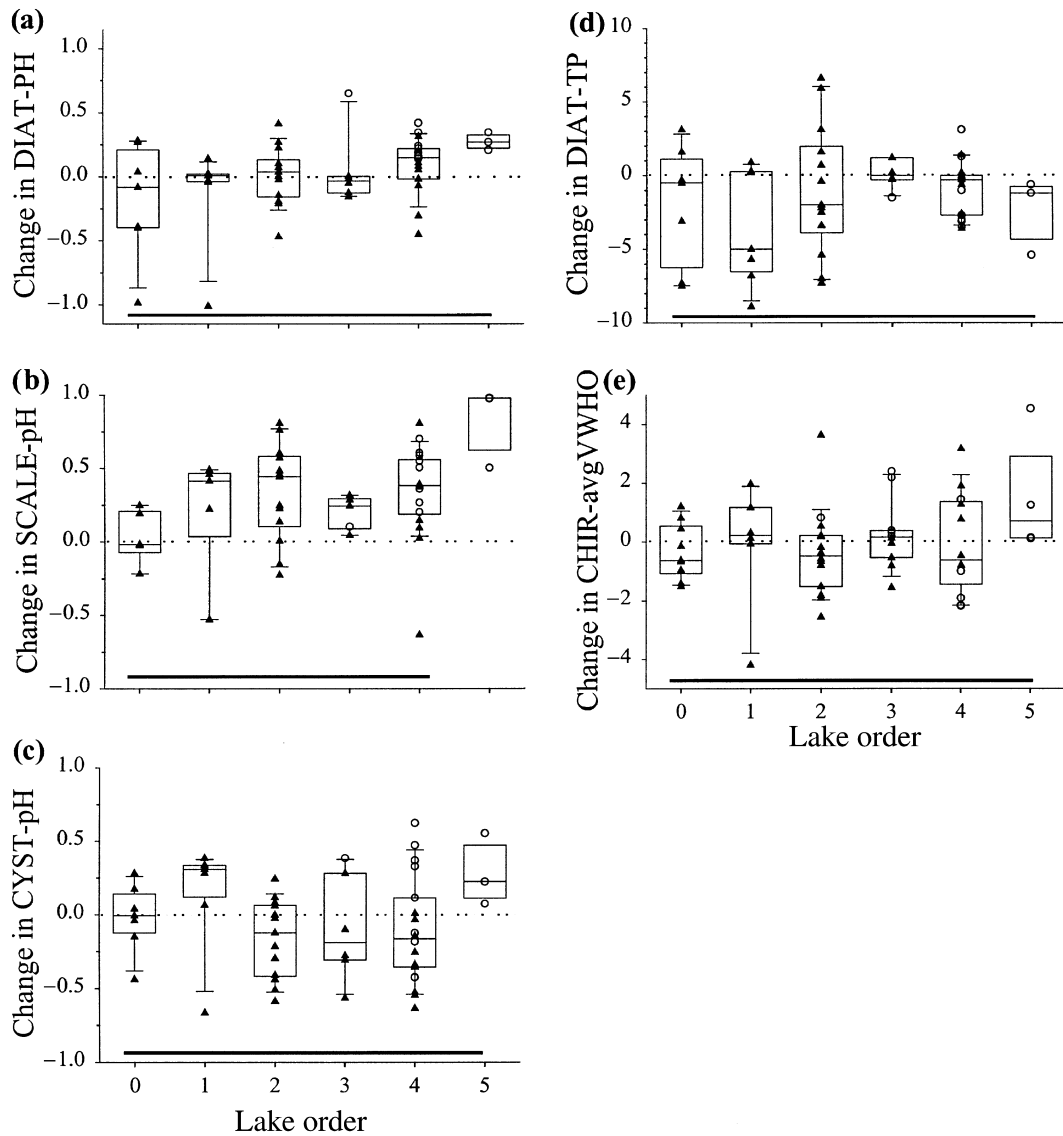 (a)
Change in DIAT-PH
1.0
0.5
0.0
−0.5
−1.0
(b)
Change in SCALE-pH
1.0
0.5
0.0
−0.5
−1.0
(c)
Change in CYST-pH
1.0
0.5
0.0
−0.5
−1.0
0 1 2 3 4 5
Lake order
(d)
Change in DIAT-TP
10
5
0
−5
−10
(e)
Change in CHIR-avgVWHO
4
2
0
−2
−4
0 1 2 3 4 5
Lake order